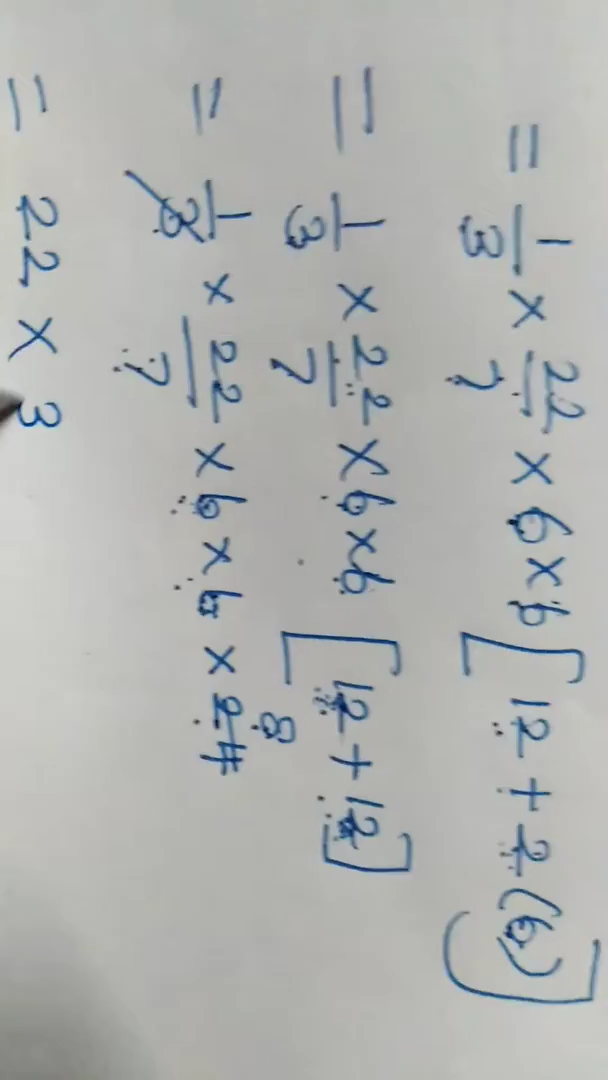 = 1/3 × 22/7 × 6 × 6 [12 + 2(6)]
= 1/3 × 22/7 × 6 × 6 [12 + 12]
8
= 1/3 × 22/7 × 6 × 6 × 24
= 22 × 3